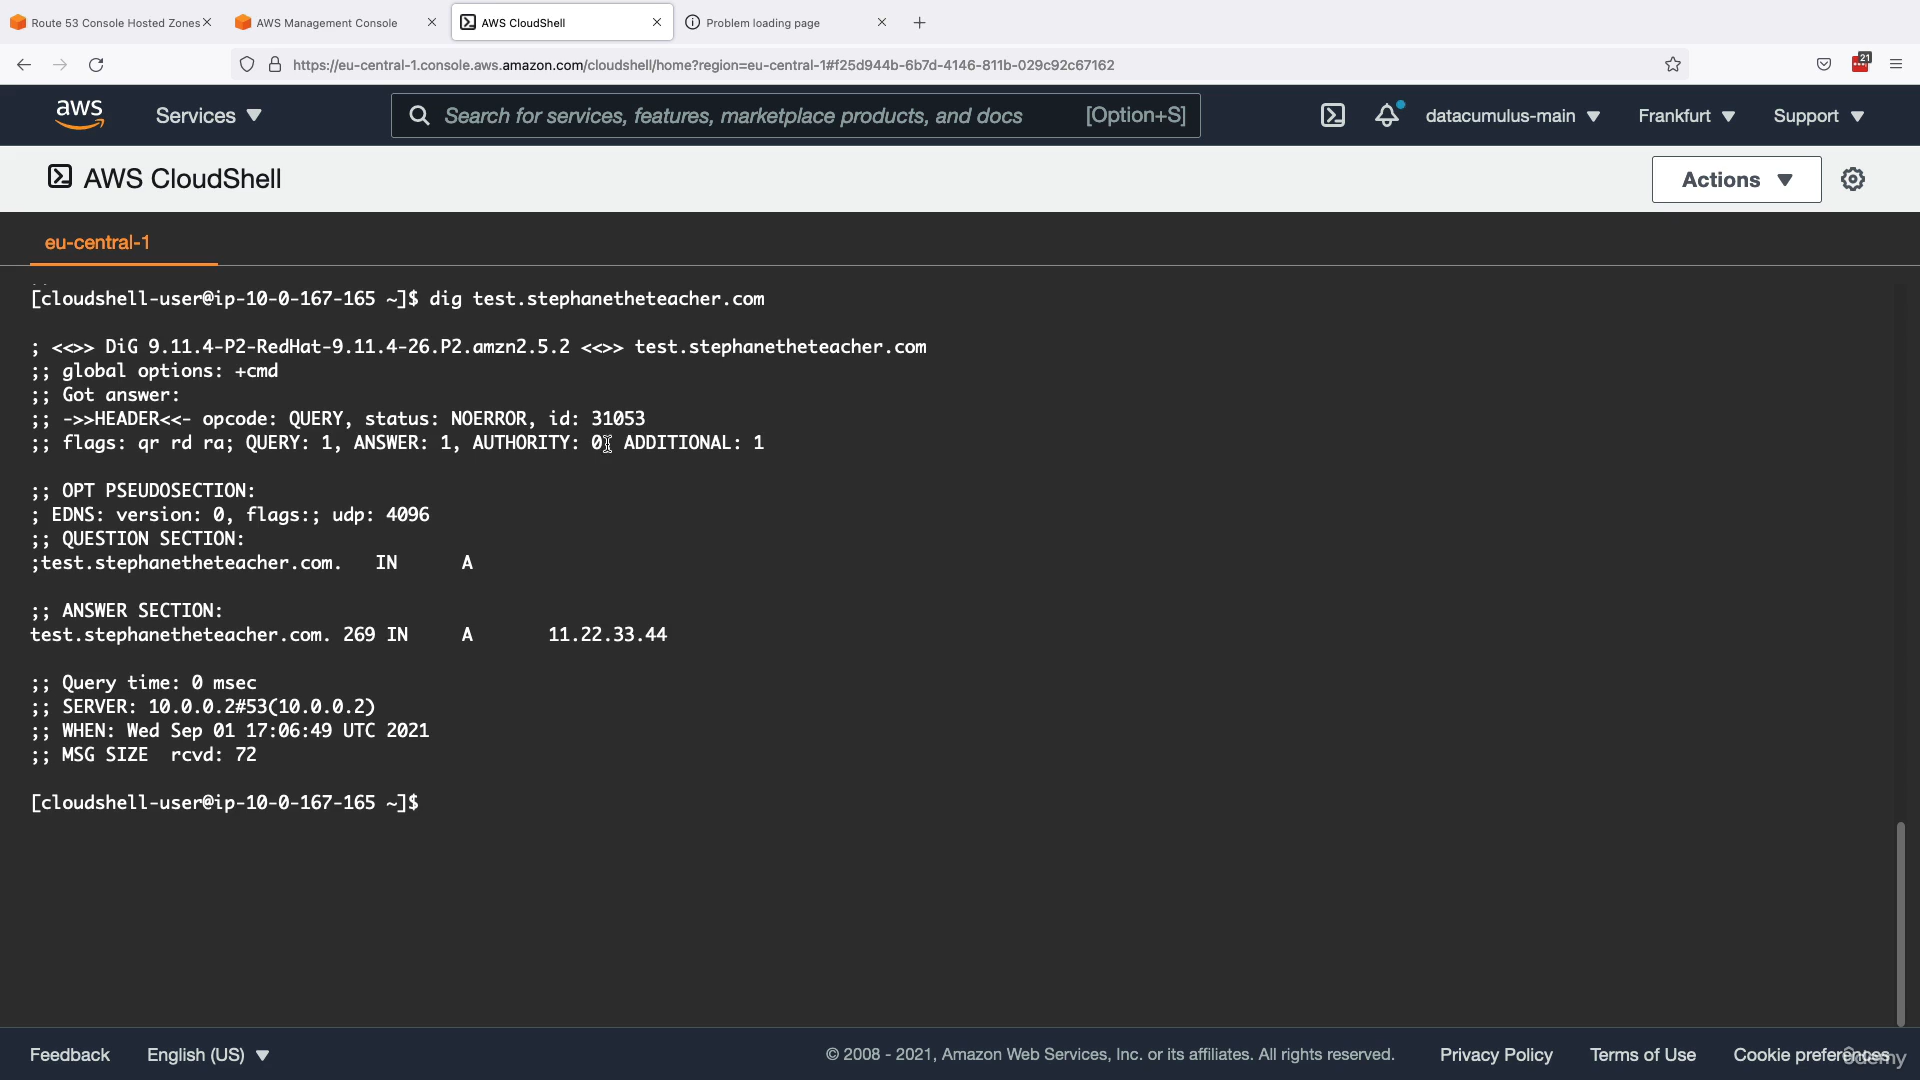 Route 53 Console Hosted Zones
AWS Management Console
AWS CloudShell
Problem loading page
https://eu-central-1.console.aws.amazon.com/cloudshell/home?region=eu-central-1#f25d944b-6b7d-4146-811b-029c92c67162
21
aws
Services
Search for services, features, marketplace products, and docs
[Option+S]
datacumulus-main
Frankfurt
Support
AWS CloudShell
Actions
eu-central-1
[cloudshell-user@ip-10-0-167-165 ~]$ dig test.stephanetheteacher.com
; <<>> DiG 9.11.4-P2-RedHat-9.11.4-26.P2.amzn2.5.2 <<>> test.stephanetheteacher.com
;; global options: +cmd
;; Got answer:
;; ->>HEADER<<- opcode: QUERY, status: NOERROR, id: 31053
;; flags: qr rd ra; QUERY: 1, ANSWER: 1, AUTHORITY: 0, ADDITIONAL: 1
;; OPT PSEUDOSECTION:
; EDNS: version: 0, flags:; udp: 4096
;; QUESTION SECTION:
;test.stephanetheteacher.com. IN A
;; ANSWER SECTION:
test.stephanetheteacher.com. 269 IN A 11.22.33.44
;; Query time: 0 msec
;; SERVER: 10.0.0.2#53(10.0.0.2)
;; WHEN: Wed Sep 01 17:06:49 UTC 2021
;; MSG SIZE rcvd: 72
[cloudshell-user@ip-10-0-167-165 ~]$
Feedback
English (US)
© 2008 - 2021, Amazon Web Services, Inc. or its affiliates. All rights reserved.
Privacy Policy
Terms of Use
Cookie preferences
udemy